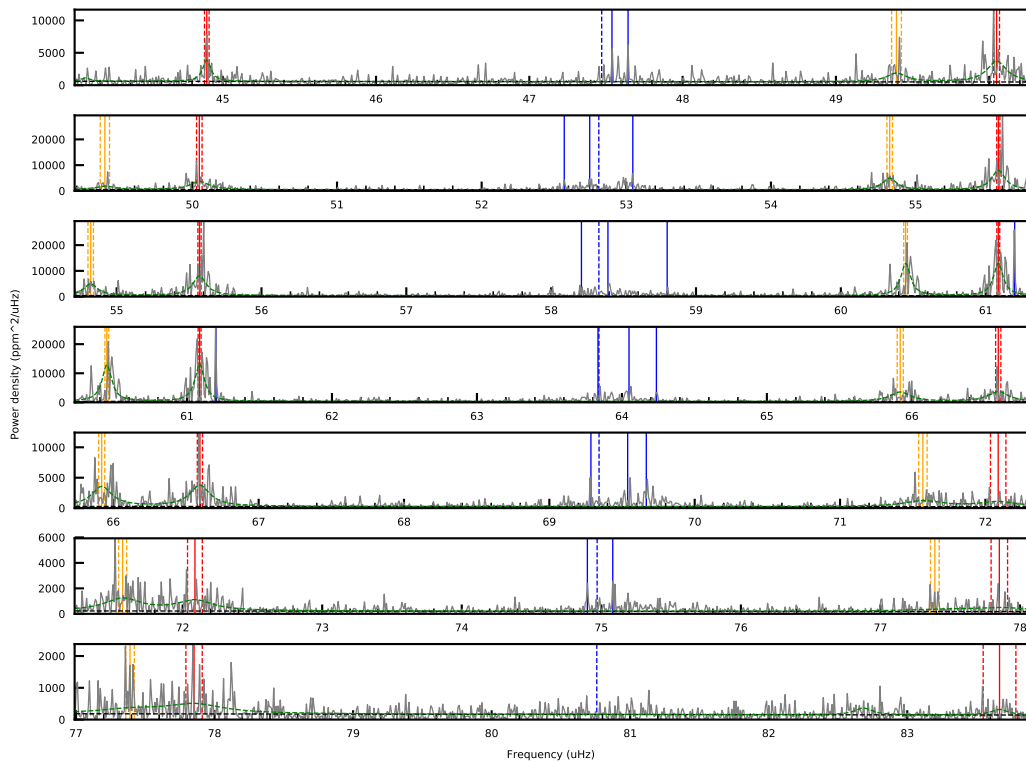 10000
5000
0
45 46 47 48 49 50
20000
10000
0
50 51 52 53 54 55
20000
10000
0
55 56 57 58 59 60 61
Power density (ppm^2/uHz)
20000
10000
0
61 62 63 64 65 66
10000
5000
0
66 67 68 69 70 71 72
6000
4000
2000
0
72 73 74 75 76 77 78
2000
1000
0
77 78 79 80 81 82 83
Frequency (uHz)